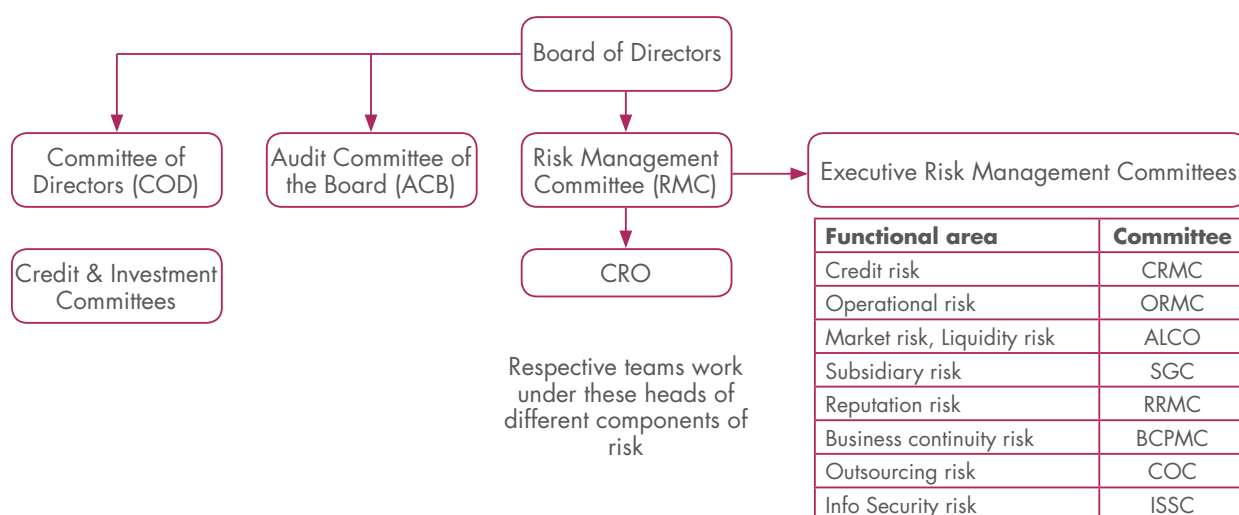 Board of Directors
Committee of
Directors (COD)
Audit Committee of
the Board (ACB)
Risk Management
Committee (RMC)
Executive Risk Management Committees
Credit & Investment
Committees
CRO
Respective teams work
under these heads of
different components of
risk
Functional area Committee
Credit risk CRMC
Operational risk ORMC
Market risk, Liquidity risk ALCO
Subsidiary risk SGC
Reputation risk RRMC
Business continuity risk BCPMC
Outsourcing risk COC
Info Security risk ISSC